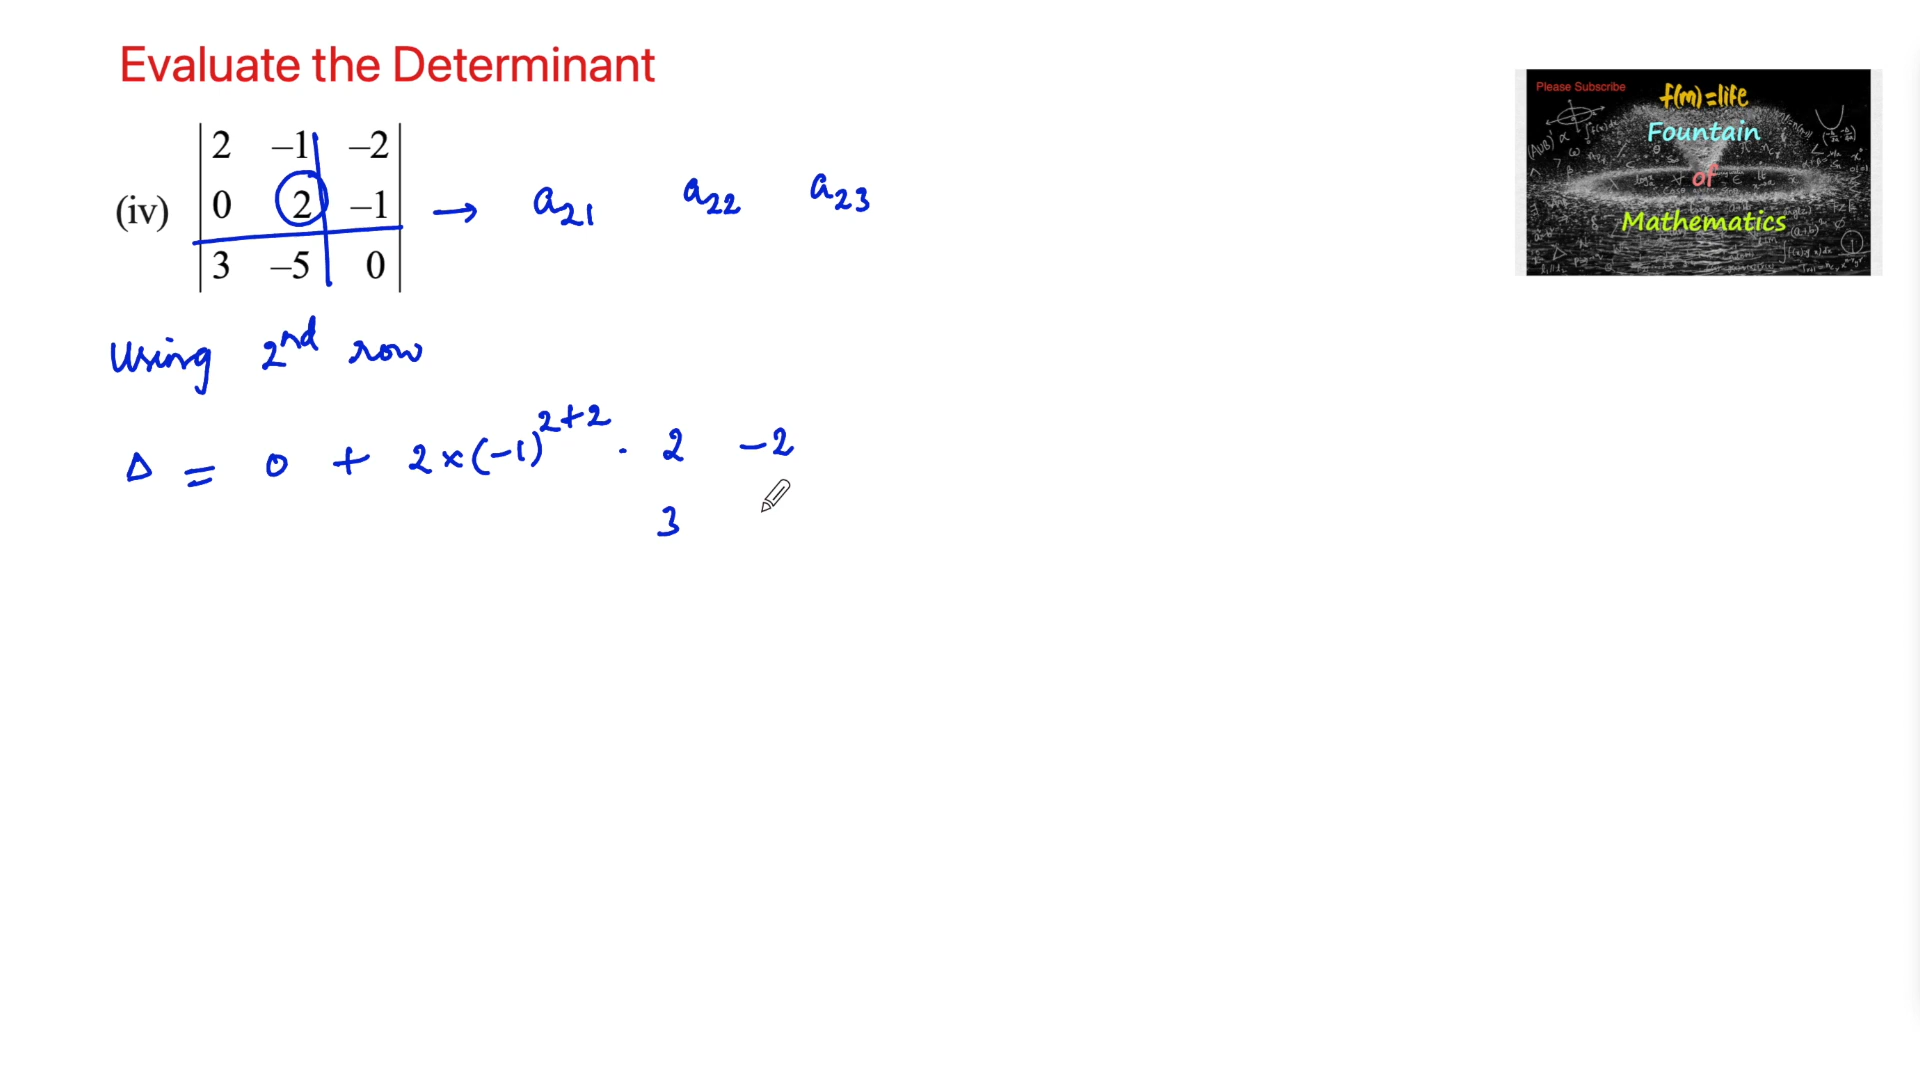 Evaluate the Determinant
Please Subscribe
f(m)=life
Fountain
of
Mathematics
2 –1 –2
(iv) 0 2 –1 → a21 a22 a23
3 –5 0
Using 2nd row
Δ = 0 + 2×(-1)^2+2 . 2 -2
3